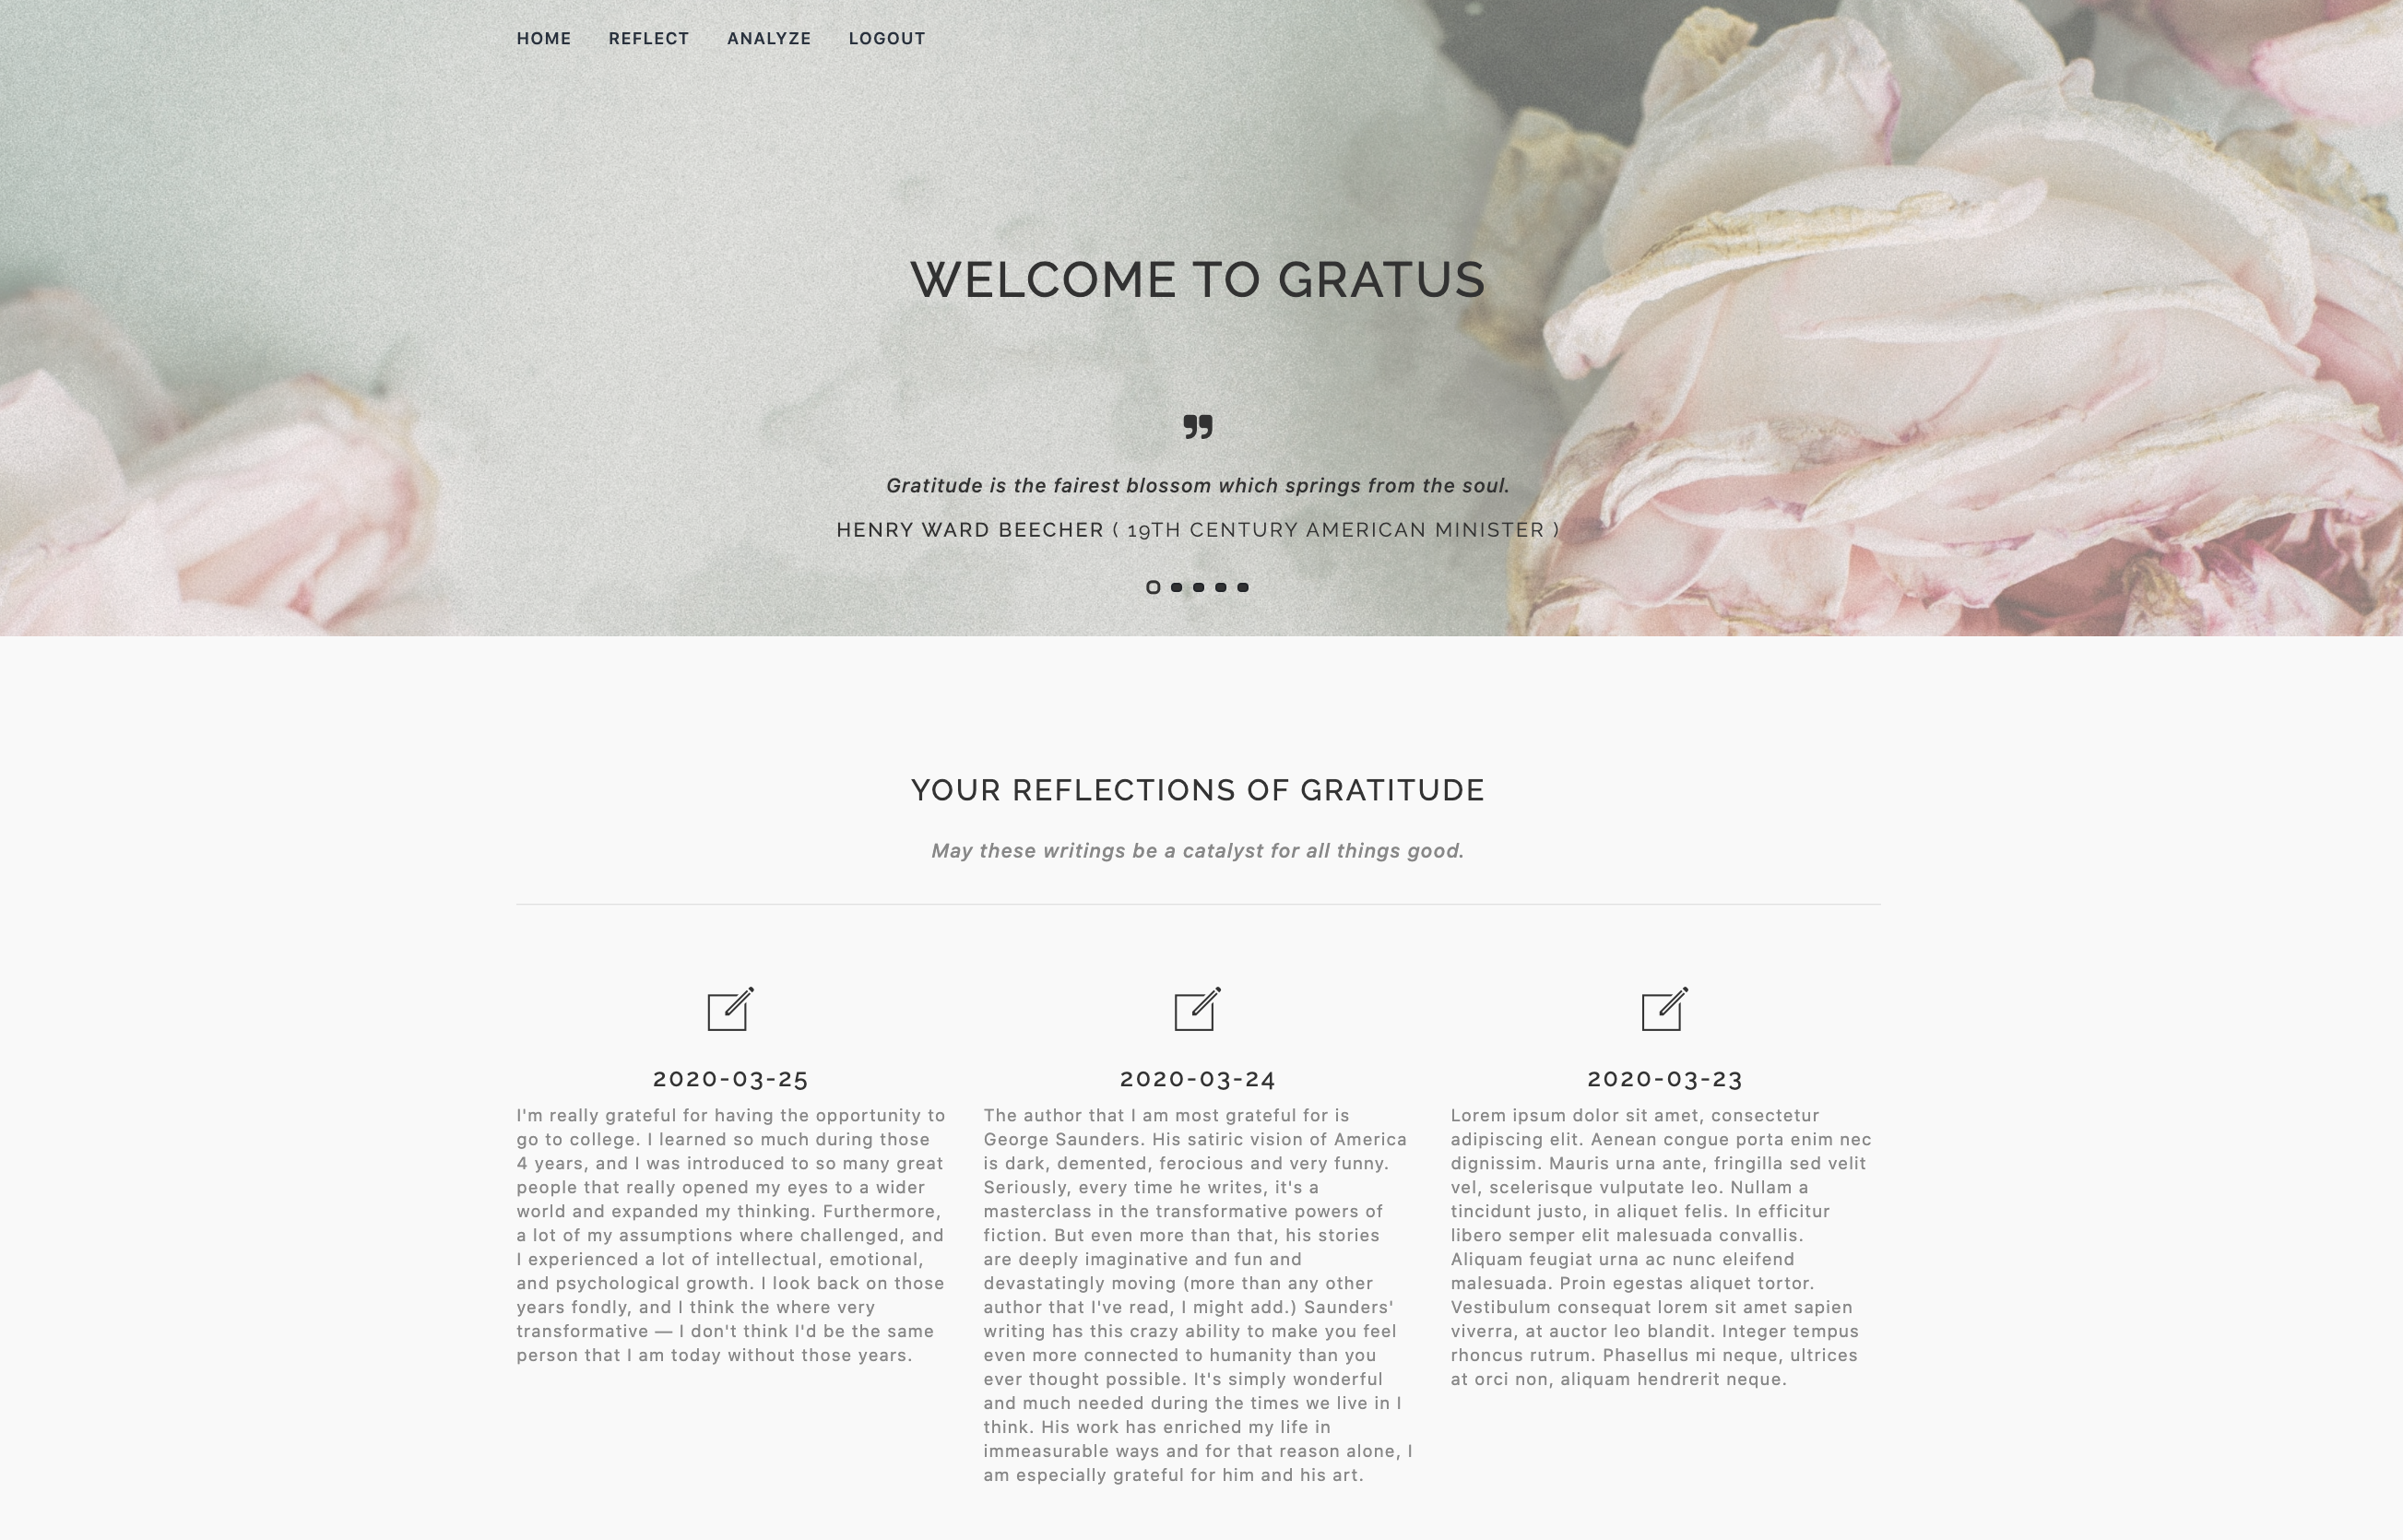 HOME REFLECT ANALYZE LOGOUT
WELCOME TO GRATUS
Gratitude is the fairest blossom which springs from the soul.
HENRY WARD BEECHER ( 19TH CENTURY AMERICAN MINISTER )
YOUR REFLECTIONS OF GRATITUDE
May these writings be a catalyst for all things good.
2020-03-25
I'm really grateful for having the opportunity to
go to college. I learned so much during those
4 years, and I was introduced to so many great
people that really opened my eyes to a wider
world and expanded my thinking. Furthermore,
a lot of my assumptions where challenged, and
I experienced a lot of intellectual, emotional,
and psychological growth. I look back on those
years fondly, and I think the where very
transformative — I don't think I'd be the same
person that I am today without those years.
2020-03-24
The author that I am most grateful for is
George Saunders. His satiric vision of America
is dark, demented, ferocious and very funny.
Seriously, every time he writes, it's a
masterclass in the transformative powers of
fiction. But even more than that, his stories
are deeply imaginative and fun and
devastatingly moving (more than any other
author that I've read, I might add.) Saunders'
writing has this crazy ability to make you feel
even more connected to humanity than you
ever thought possible. It's simply wonderful
and much needed during the times we live in I
think. His work has enriched my life in
immeasurable ways and for that reason alone, I
am especially grateful for him and his art.
2020-03-23
Lorem ipsum dolor sit amet, consectetur
adipiscing elit. Aenean congue porta enim nec
dignissim. Mauris urna ante, fringilla sed velit
vel, scelerisque vulputate leo. Nullam a
tincidunt justo, in aliquet felis. In efficitur
libero semper elit malesuada convallis.
Aliquam feugiat urna ac nunc eleifend
malesuada. Proin egestas aliquet tortor.
Vestibulum consequat lorem sit amet sapien
viverra, at auctor leo blandit. Integer tempus
rhoncus rutrum. Phasellus mi neque, ultrices
at orci non, aliquam hendrerit neque.